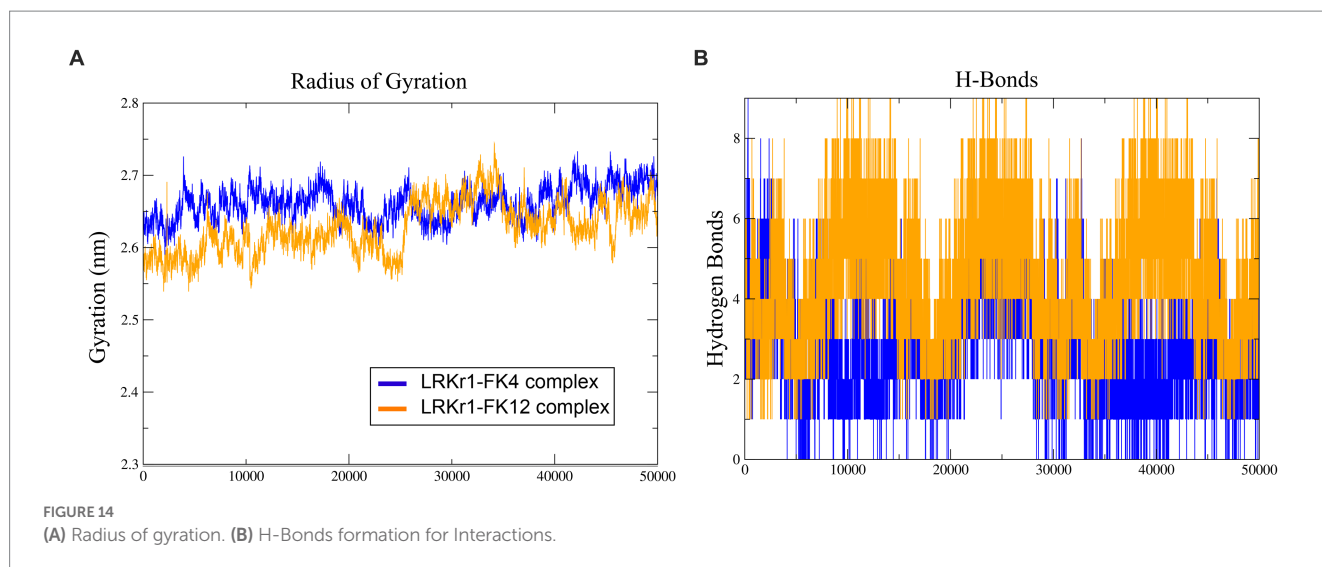 A
Radius of Gyration
2.8
2.7
2.6
2.5
2.4
2.3
Gyration (nm)
LRKr1-FK4 complex
LRKr1-FK12 complex
0 10000 20000 30000 40000 50000
B
H-Bonds
8
6
4
2
0
Hydrogen Bonds
0 10000 20000 30000 40000 50000
FIGURE 14
(A) Radius of gyration. (B) H-Bonds formation for Interactions.